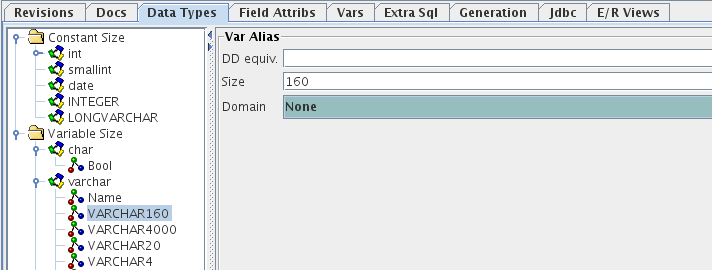 Revisions Docs Data Types Field Attribs Vars Extra Sql Generation Jdbc E/R Views
Constant Size
int
smallint
date
INTEGER
LONGVARCHAR
Variable Size
char
Bool
varchar
Name
VARCHAR160
VARCHAR4000
VARCHAR20
VARCHAR4
Var Alias
DD equiv.
Size 160
Domain None